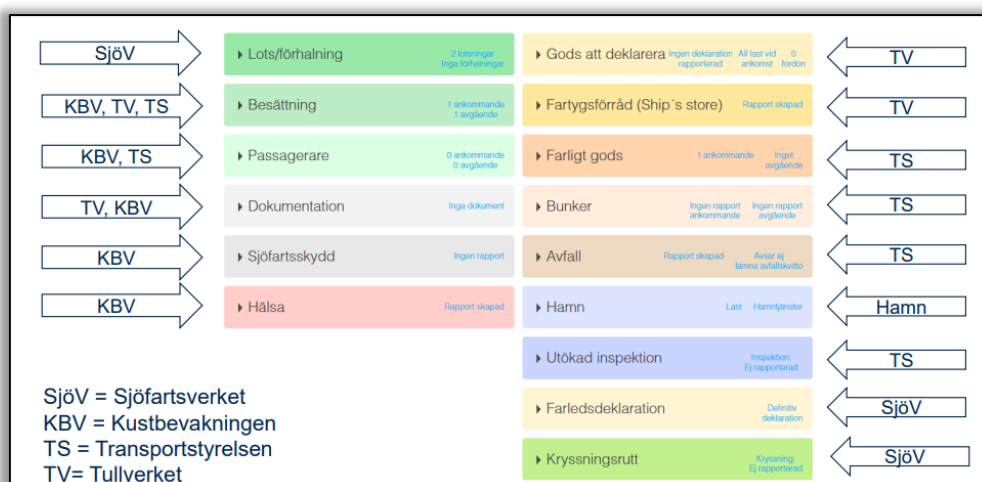 SjöV
KBV, TV, TS
KBV, TS
TV, KBV
KBV
KBV
Lots/förhalning
2 lotsningar
Inga förhalningar
Besättning
1 ankommande
1 avgående
Passagerare
0 ankommande
0 avgående
Dokumentation
Inga dokument
Sjöfartsskydd
Ingen rapport
Hälsa
Rapport skapad
Gods att deklarera
Ingen deklaration
rapporterad
All last vid
ankomst
0
fordon
Fartygsförråd (Ship´s store)
Rapport skapad
Farligt gods
1 ankommande
Inget
avgående
Bunker
Ingen rapport
ankommande
Ingen rapport
avgående
Avfall
Rapport skapad
Avser ej
lämna avfallskvitto
Hamn
Last
Hamntjänster
Utökad inspektion
Inspektion:
Ej rapporterad
Farledsdeklaration
Definitiv
deklaration
Kryssningsrutt
Kryssning:
Ej rapporterad
TV
TV
TS
TS
TS
Hamn
TS
SjöV
SjöV
SjöV = Sjöfartsverket
KBV = Kustbevakningen
TS = Transportstyrelsen
TV= Tullverket